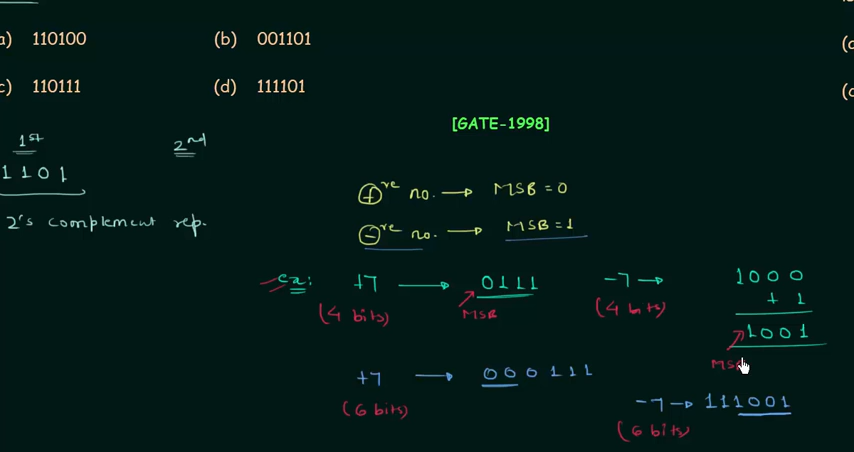 a) 110100 (b) 001101
c) 110111 (d) 111101
[GATE-1998]
1st 2nd
1101
2's complement rep.
+ve no. → MSB = 0
-ve no. → MSB = 1
ex: +7 → 0111 -7 → 1000
+ 1
(4 bits) MSB (4 bits) 1001
MSB
+7 → 000111
(6 bits)
-7 → 111001
(6 bits)